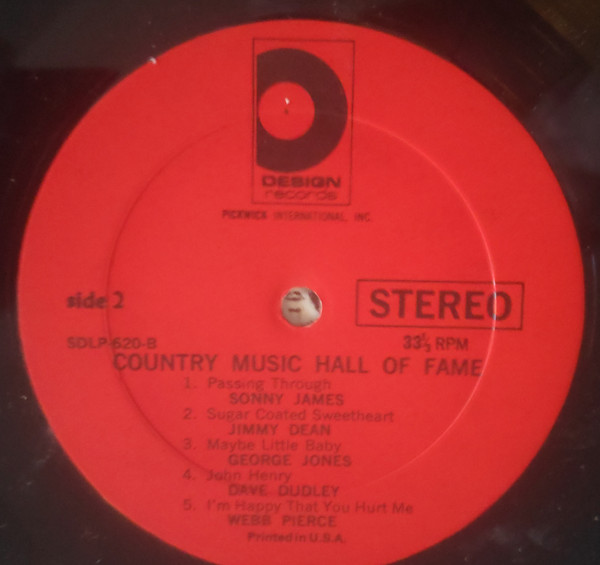 DESIGN
records
PICKWICK INTERNATIONAL, INC.
side 2
STEREO
SDLP 620-B
33⅓ RPM
COUNTRY MUSIC HALL OF FAME
1. Passing Through
SONNY JAMES
2. Sugar Coated Sweetheart
JIMMY DEAN
3. Maybe Little Baby
GEORGE JONES
4. John Henry
DAVE DUDLEY
5. I'm Happy That You Hurt Me
WEBB PIERCE
Printed in U.S.A.